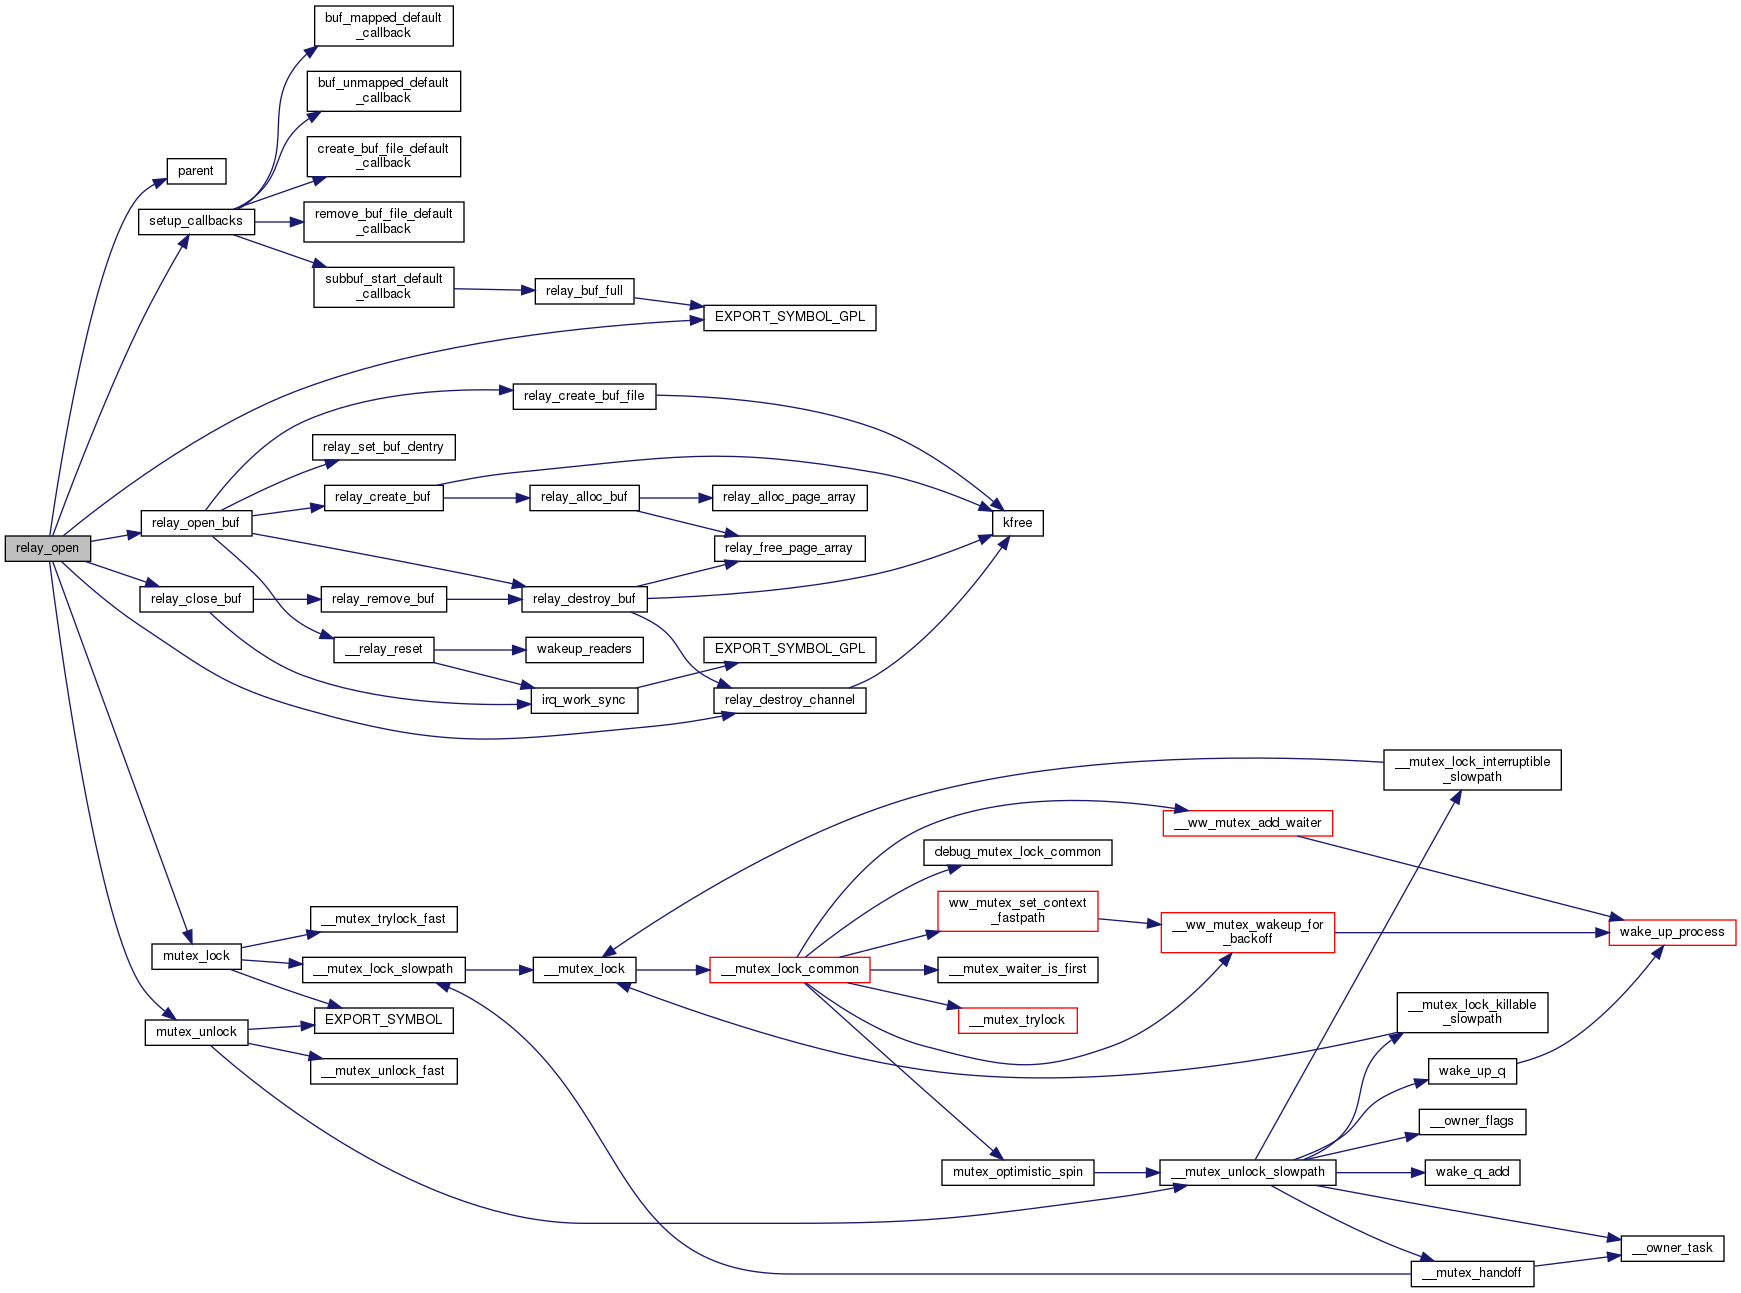 buf_mapped_default
_callback
buf_unmapped_default
_callback
create_buf_file_default
_callback
parent
setup_callbacks
remove_buf_file_default
_callback
subbuf_start_default
_callback
relay_buf_full
EXPORT_SYMBOL_GPL
relay_create_buf_file
relay_set_buf_dentry
relay_create_buf
relay_alloc_buf
relay_alloc_page_array
relay_open_buf
kfree
relay_open
relay_free_page_array
relay_close_buf
relay_remove_buf
relay_destroy_buf
__relay_reset
wakeup_readers
EXPORT_SYMBOL_GPL
irq_work_sync
relay_destroy_channel
__mutex_lock_interruptible
_slowpath
__ww_mutex_add_waiter
debug_mutex_lock_common
ww_mutex_set_context
_fastpath
__mutex_trylock_fast
__ww_mutex_wakeup_for
_backoff
wake_up_process
mutex_lock
__mutex_lock_slowpath
__mutex_lock
__mutex_lock_common
__mutex_waiter_is_first
__mutex_lock_killable
_slowpath
EXPORT_SYMBOL
__mutex_trylock
mutex_unlock
__mutex_unlock_fast
wake_up_q
__owner_flags
mutex_optimistic_spin
__mutex_unlock_slowpath
wake_q_add
__owner_task
__mutex_handoff